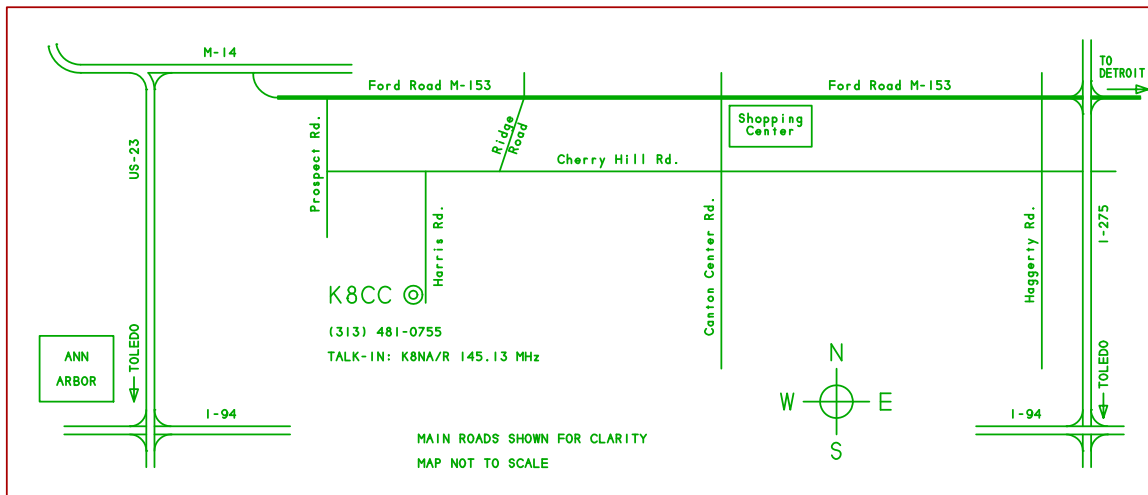 M-14
TO
DETROIT
Ford Road M-153
Ford Road M-153
US-23
Prospect Rd.
Ridge
Road
Shopping
Center
Cherry Hill Rd.
Harris Rd.
Canton Center Rd.
Haggerty Rd.
I-275
K8CC
(313) 481-0755
TALK-IN: K8NA/R 145.13 MHz
ANN
ARBOR
TOLEDO
TOLEDO
N
W
E
S
I-94
I-94
MAIN ROADS SHOWN FOR CLARITY
MAP NOT TO SCALE